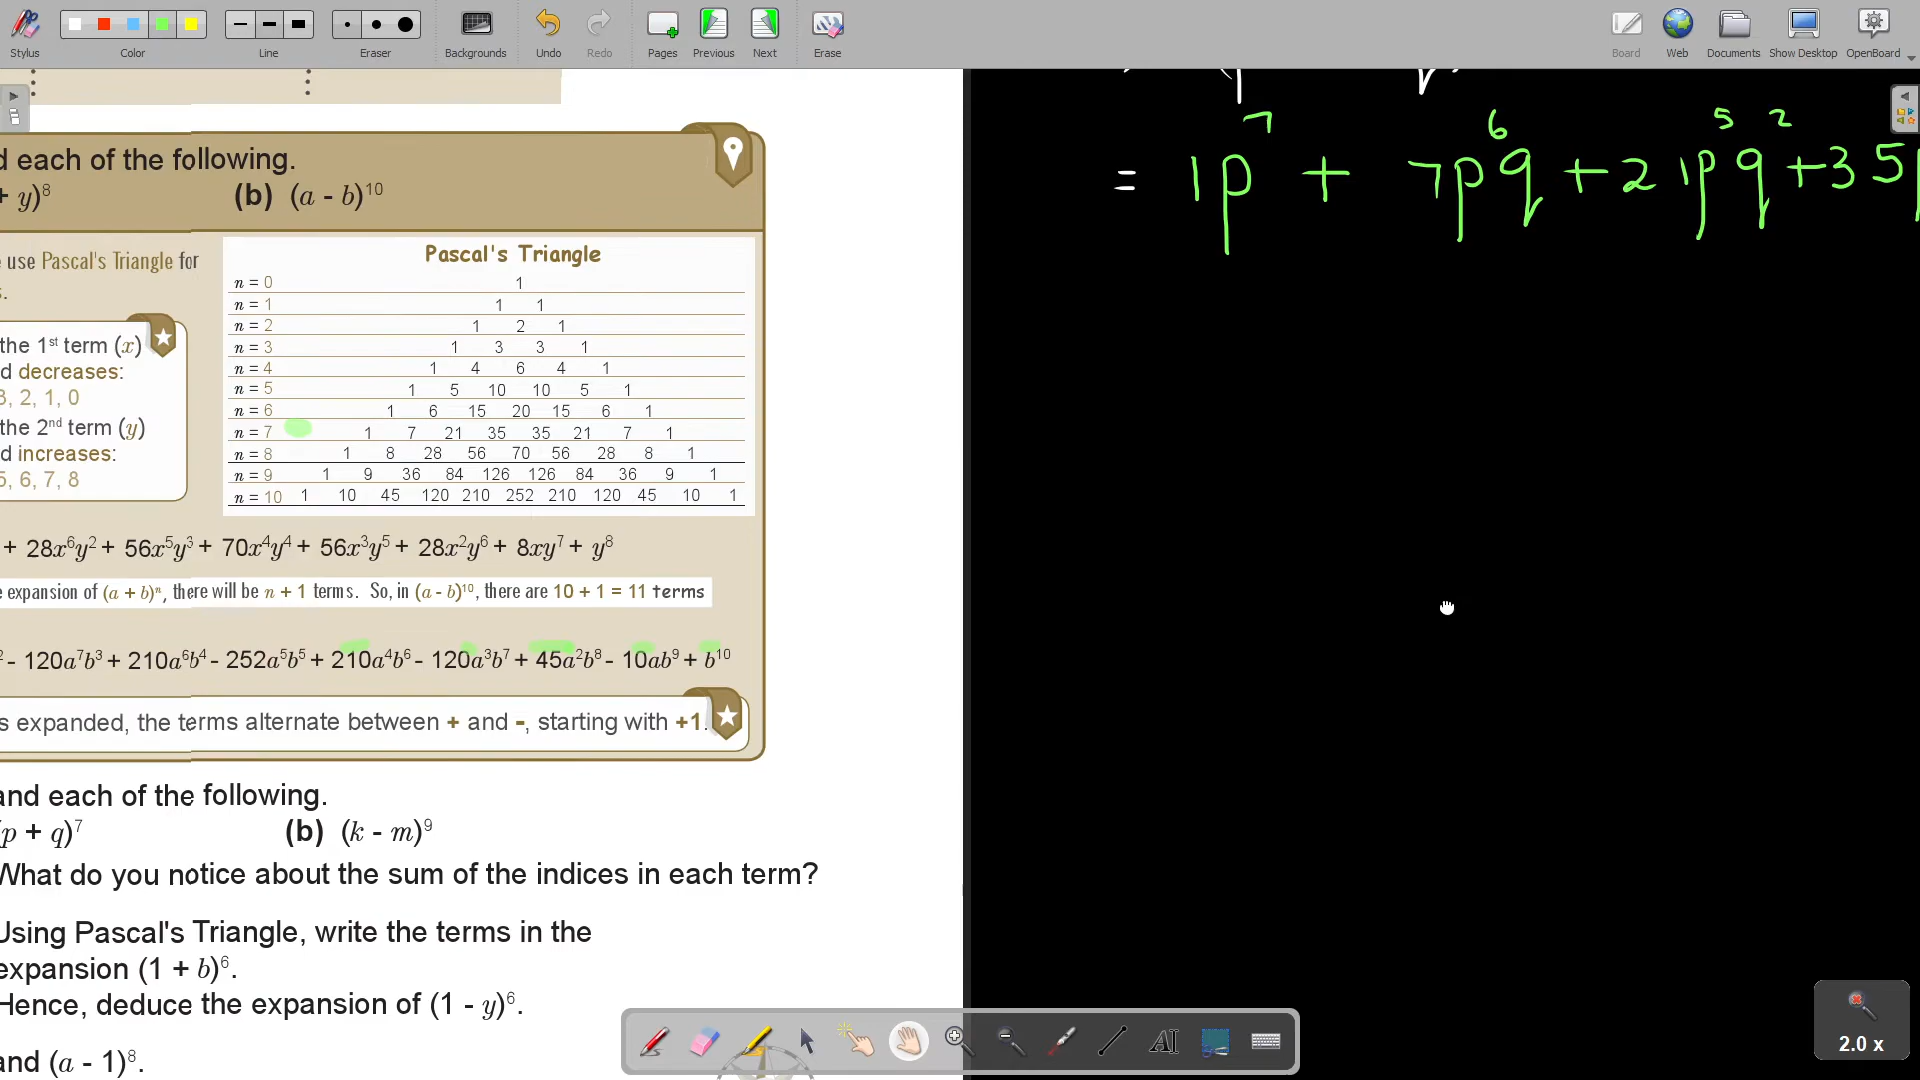 Stylus Color Line Eraser Backgrounds Undo Redo Pages Previous Next Erase Board Web Documents Show Desktop OpenBoard
d each of the following.
+ y)⁸ (b) (a - b)¹⁰
use Pascal's Triangle for
s.
the 1ˢᵗ term (x)
d decreases:
3, 2, 1, 0
the 2ⁿᵈ term (y)
d increases:
5, 6, 7, 8
Pascal's Triangle
n = 0 1
n = 1 1 1
n = 2 1 2 1
n = 3 1 3 3 1
n = 4 1 4 6 4 1
n = 5 1 5 10 10 5 1
n = 6 1 6 15 20 15 6 1
n = 7 1 7 21 35 35 21 7 1
n = 8 1 8 28 56 70 56 28 8 1
n = 9 1 9 36 84 126 126 84 36 9 1
n = 10 1 10 45 120 210 252 210 120 45 10 1
+ 28x⁶y² + 56x⁵y³ + 70x⁴y⁴ + 56x³y⁵ + 28x²y⁶ + 8xy⁷ + y⁸
e expansion of (a + b)ⁿ, there will be n + 1 terms. So, in (a - b)¹⁰, there are 10 + 1 = 11 terms
² - 120a⁷b³ + 210a⁶b⁴ - 252a⁵b⁵ + 210a⁴b⁶ - 120a³b⁷ + 45a²b⁸ - 10ab⁹ + b¹⁰
s expanded, the terms alternate between + and -, starting with +1.
and each of the following.
(p + q)⁷ (b) (k - m)⁹
What do you notice about the sum of the indices in each term?
Using Pascal's Triangle, write the terms in the
expansion (1 + b)⁶.
Hence, deduce the expansion of (1 - y)⁶.
and (a - 1)⁸.
= 1p⁷ + 7p⁶q + 21p⁵q² + 35p
2.0 x